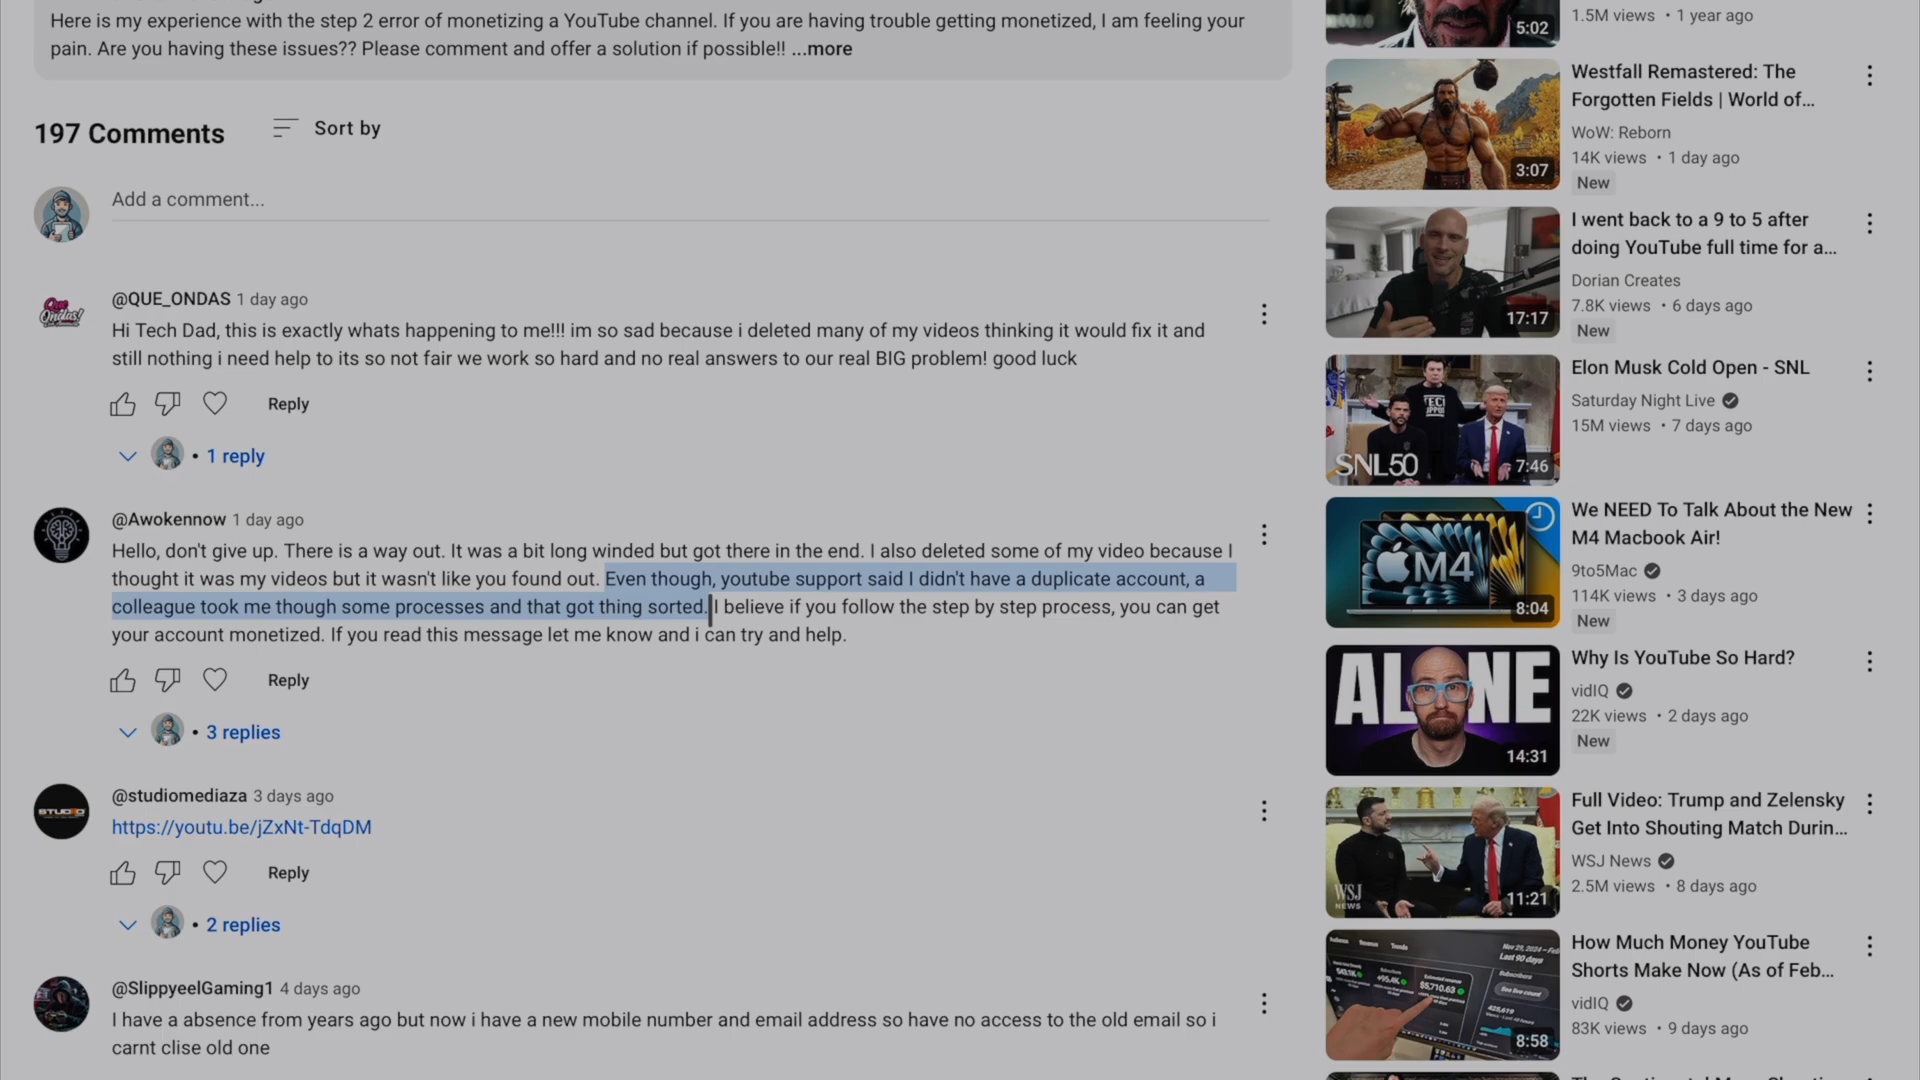 Here is my experience with the step 2 error of monetizing a YouTube channel. If you are having trouble getting monetized, I am feeling your
pain. Are you having these issues?? Please comment and offer a solution if possible!! ...more
197 Comments
Sort by
Add a comment...
@QUE_ONDAS 1 day ago
Hi Tech Dad, this is exactly whats happening to me!!! im so sad because i deleted many of my videos thinking it would fix it and
still nothing i need help to its so not fair we work so hard and no real answers to our real BIG problem! good luck
Reply
• 1 reply
@Awokennow 1 day ago
Hello, don't give up. There is a way out. It was a bit long winded but got there in the end. I also deleted some of my video because I
thought it was my videos but it wasn't like you found out. Even though, youtube support said I didn't have a duplicate account, a
colleague took me though some processes and that got thing sorted. I believe if you follow the step by step process, you can get
your account monetized. If you read this message let me know and i can try and help.
Reply
• 3 replies
@studiomediaza 3 days ago
https://youtu.be/jZxNt-TdqDM
Reply
• 2 replies
@SlippyeelGaming1 4 days ago
I have a absence from years ago but now i have a new mobile number and email address so have no access to the old email so i
carnt clise old one
5:02
1.5M views • 1 year ago
3:07
Westfall Remastered: The
Forgotten Fields | World of...
WoW: Reborn
14K views • 1 day ago
New
17:17
I went back to a 9 to 5 after
doing YouTube full time for a...
Dorian Creates
7.8K views • 6 days ago
New
SNL50
7:46
Elon Musk Cold Open - SNL
Saturday Night Live
15M views • 7 days ago
M4
8:04
We NEED To Talk About the New
M4 Macbook Air!
9to5Mac
114K views • 3 days ago
New
ALONE
14:31
Why Is YouTube So Hard?
vidIQ
22K views • 2 days ago
New
WSJ
NEWS
11:21
Full Video: Trump and Zelensky
Get Into Shouting Match Durin...
WSJ News
2.5M views • 8 days ago
Last 90 days
$5,710.63
8:58
How Much Money YouTube
Shorts Make Now (As of Feb...
vidIQ
83K views • 9 days ago